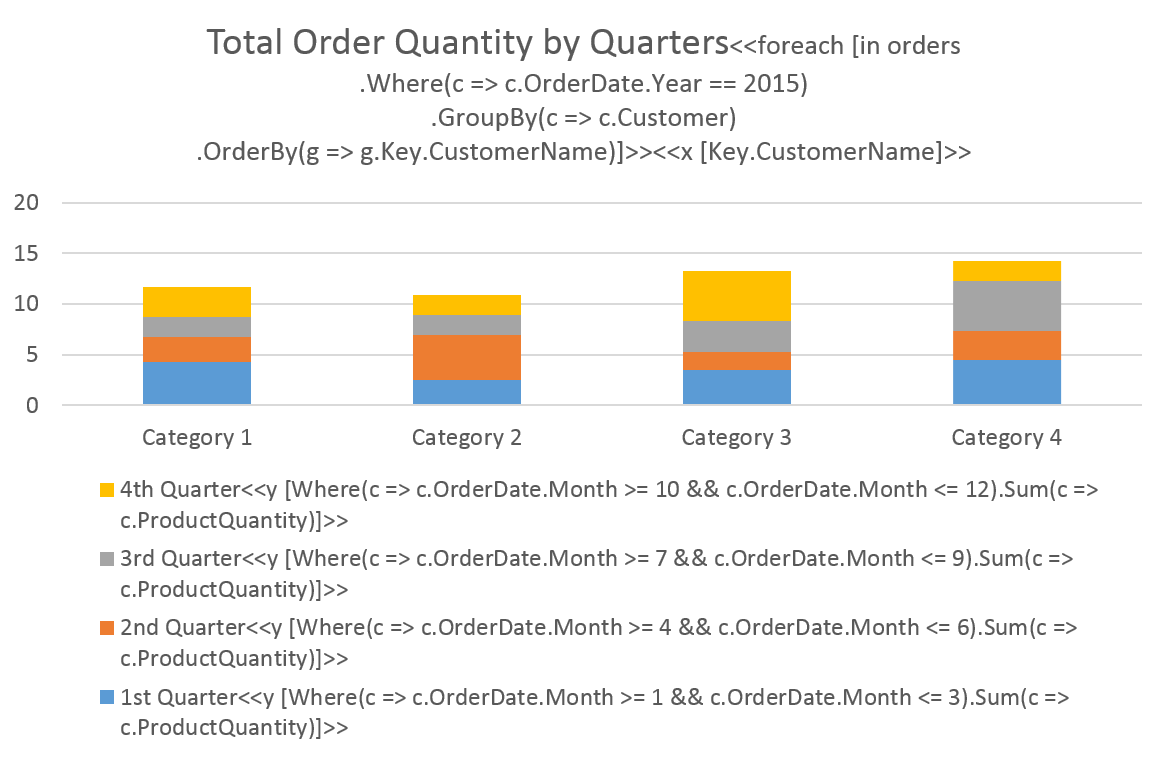 Total Order Quantity by Quarters<<foreach [in orders
.Where(c => c.OrderDate.Year == 2015)
.GroupBy(c => c.Customer)
.OrderBy(g => g.Key.CustomerName)]>><<x [Key.CustomerName]>>
20
15
10
5
0
Category 1 Category 2 Category 3 Category 4
4th Quarter<<y [Where(c => c.OrderDate.Month >= 10 && c.OrderDate.Month <= 12).Sum(c =>
c.ProductQuantity)]>>
3rd Quarter<<y [Where(c => c.OrderDate.Month >= 7 && c.OrderDate.Month <= 9).Sum(c =>
c.ProductQuantity)]>>
2nd Quarter<<y [Where(c => c.OrderDate.Month >= 4 && c.OrderDate.Month <= 6).Sum(c =>
c.ProductQuantity)]>>
1st Quarter<<y [Where(c => c.OrderDate.Month >= 1 && c.OrderDate.Month <= 3).Sum(c =>
c.ProductQuantity)]>>